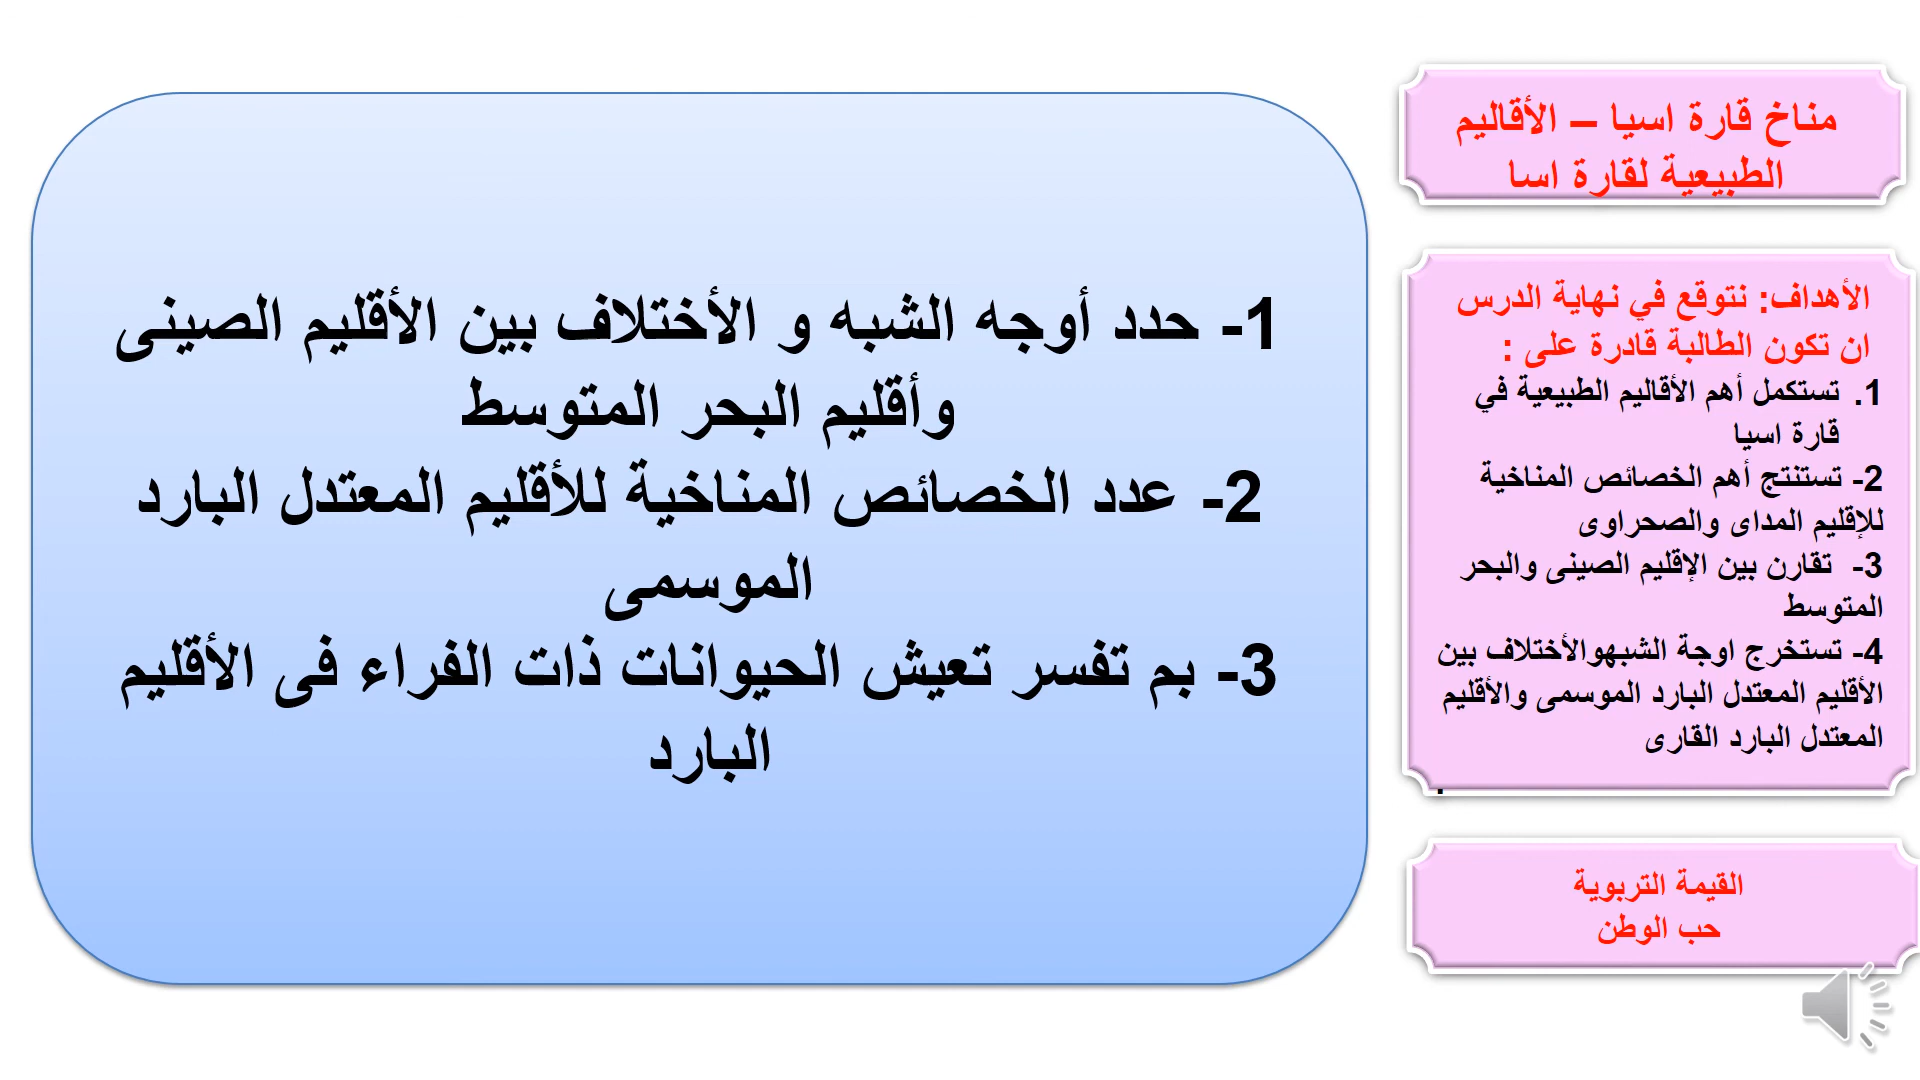 مناخ قارة اسيا – الأقاليم
الطبيعية لقارة اسا
الأهداف: نتوقع في نهاية الدرس
ان تكون الطالبة قادرة على :
1. تستكمل أهم الأقاليم الطبيعية في
قارة اسيا
2- تستنتج أهم الخصائص المناخية
للإقليم المداى والصحراوى
3- تقارن بين الإقليم الصينى والبحر
المتوسط
4- تستخرج اوجة الشبهوالأختلاف بين
الأقليم المعتدل البارد الموسمى والأقليم
المعتدل البارد القارى
.
القيمة التربوية
حب الوطن
1- حدد أوجه الشبه و الأختلاف بين الأقليم الصينى
وأقليم البحر المتوسط
2- عدد الخصائص المناخية للأقليم المعتدل البارد
الموسمى
3- بم تفسر تعيش الحيوانات ذات الفراء فى الأقليم
البارد